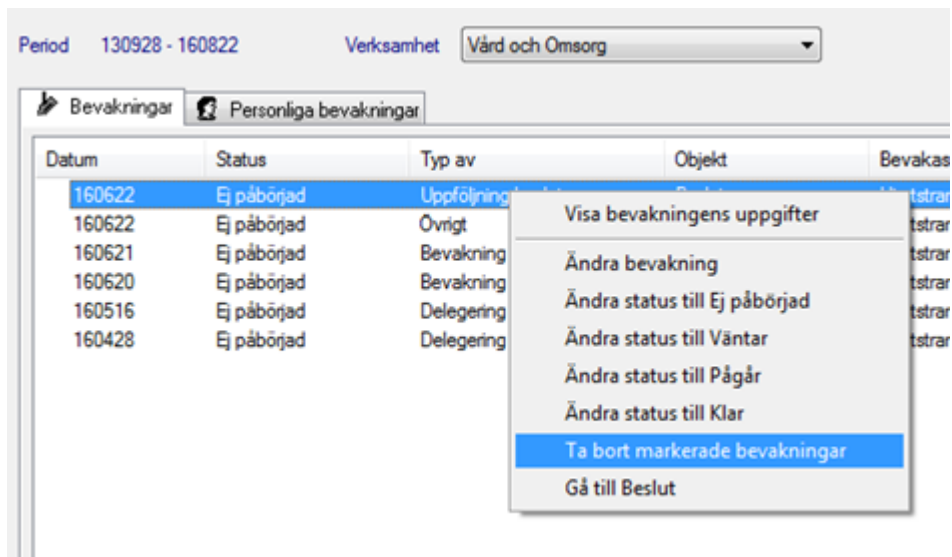 Period 130928 - 160822 Verksamhet Vård och Omsorg
Bevakningar Personliga bevakningar
Datum Status Typ av Objekt Bevakas
160622 Ej påbörjad Uppföljning
160622 Ej påbörjad Övrigt
160621 Ej påbörjad Bevakning
160620 Ej påbörjad Bevakning
160516 Ej påbörjad Delegering
160428 Ej påbörjad Delegering
Visa bevakningens uppgifter
Ändra bevakning
Ändra status till Ej påbörjad
Ändra status till Väntar
Ändra status till Pågår
Ändra status till Klar
Ta bort markerade bevakningar
Gå till Beslut